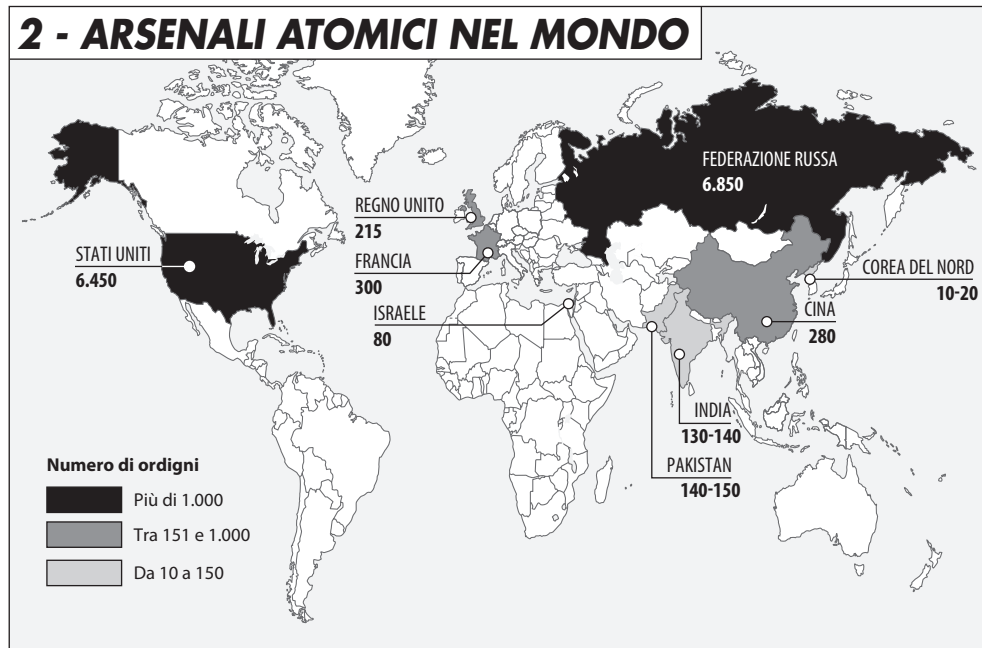 2 - ARSENALI ATOMICI NEL MONDO
FEDERAZIONE RUSSA
6.850
REGNO UNITO
215
STATI UNITI
6.450
FRANCIA
300
COREA DEL NORD
10-20
ISRAELE
80
CINA
280
INDIA
130-140
PAKISTAN
140-150
Numero di ordigni
Più di 1.000
Tra 151 e 1.000
Da 10 a 150